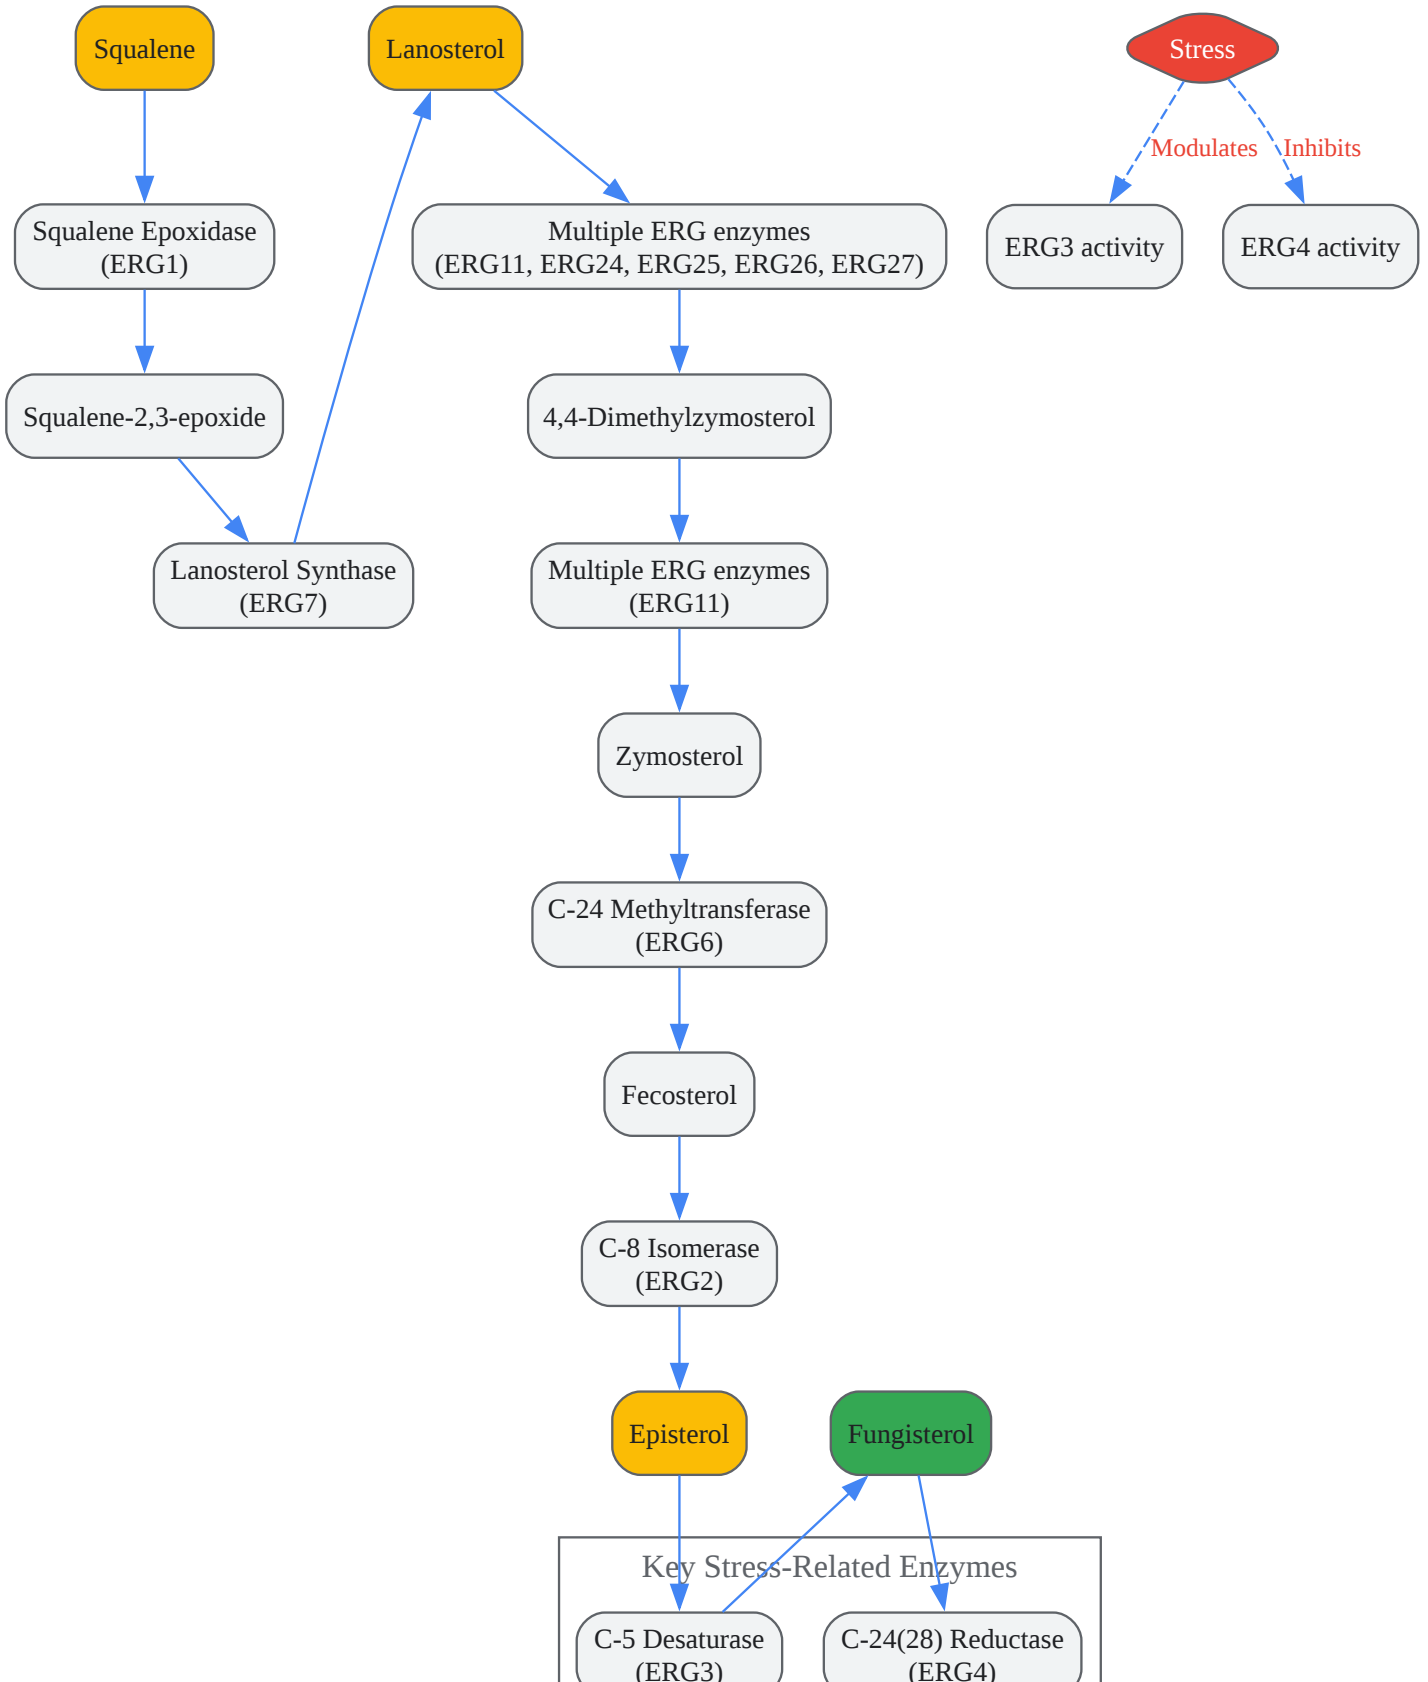 Squalene
Lanosterol
Stress
Modulates
Inhibits
Squalene Epoxidase
(ERG1)
Multiple ERG enzymes
(ERG11, ERG24, ERG25, ERG26, ERG27)
ERG3 activity
ERG4 activity
Squalene-2,3-epoxide
4,4-Dimethylzymosterol
Lanosterol Synthase
(ERG7)
Multiple ERG enzymes
(ERG11)
Zymosterol
C-24 Methyltransferase
(ERG6)
Fecosterol
C-8 Isomerase
(ERG2)
Episterol
Fungisterol
Key Stress-Related Enzymes
C-5 Desaturase
(ERG3)
C-24(28) Reductase
(ERG4)